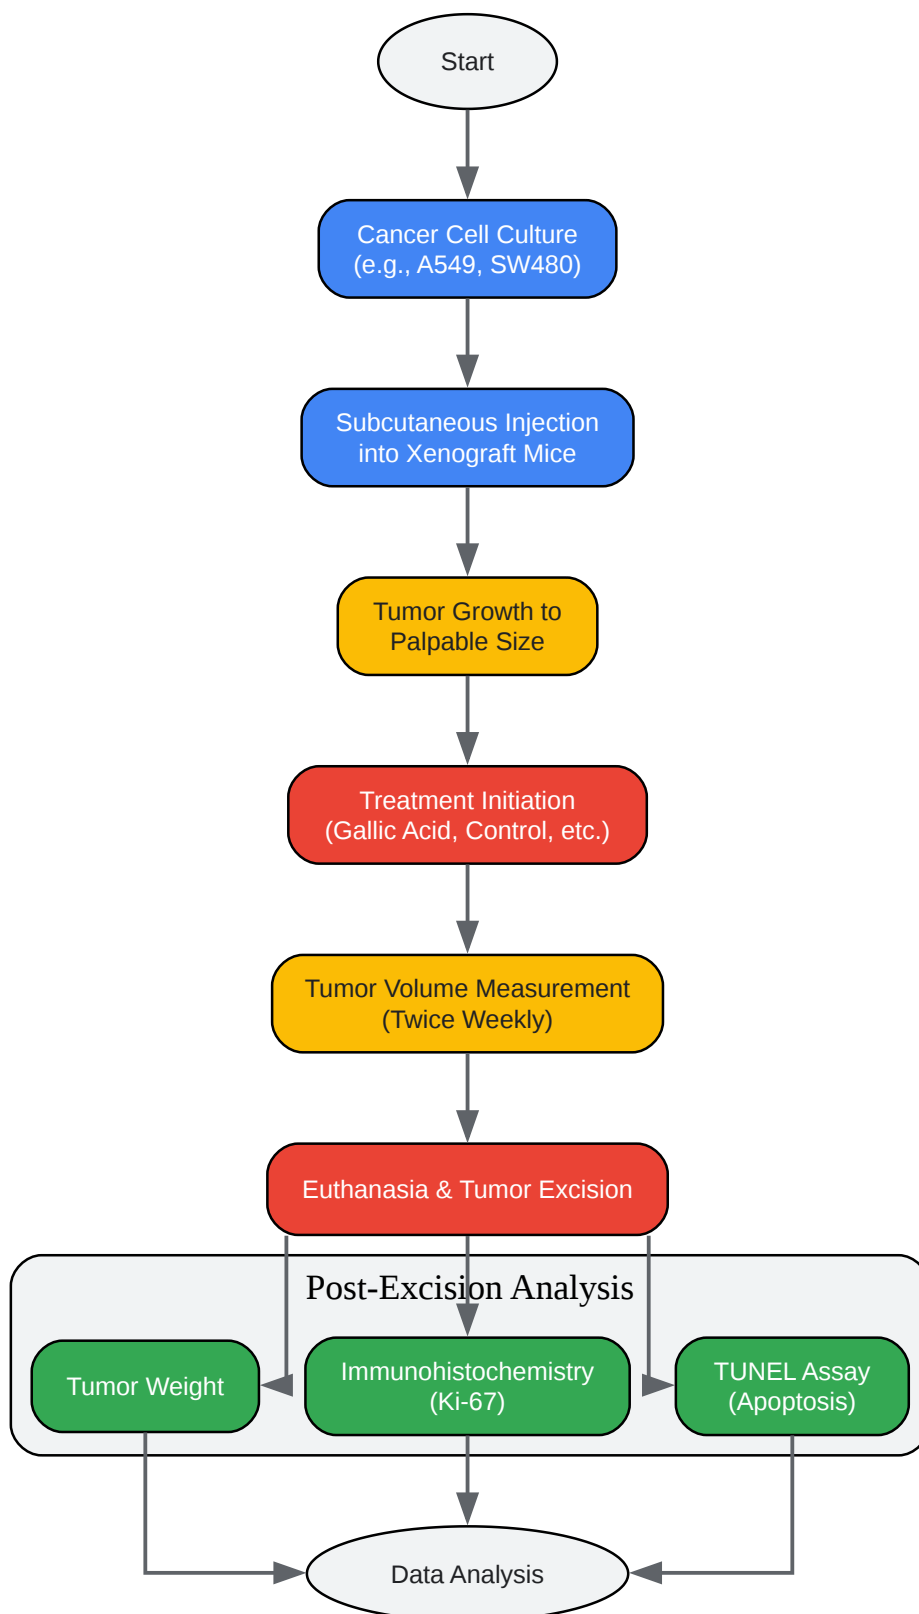 Start
Cancer Cell Culture
(e.g., A549, SW480)
Subcutaneous Injection
into Xenograft Mice
Tumor Growth to
Palpable Size
Treatment Initiation
(Gallic Acid, Control, etc.)
Tumor Volume Measurement
(Twice Weekly)
Euthanasia & Tumor Excision
Post-Excision Analysis
Tumor Weight
Immunohistochemistry
(Ki-67)
TUNEL Assay
(Apoptosis)
Data Analysis